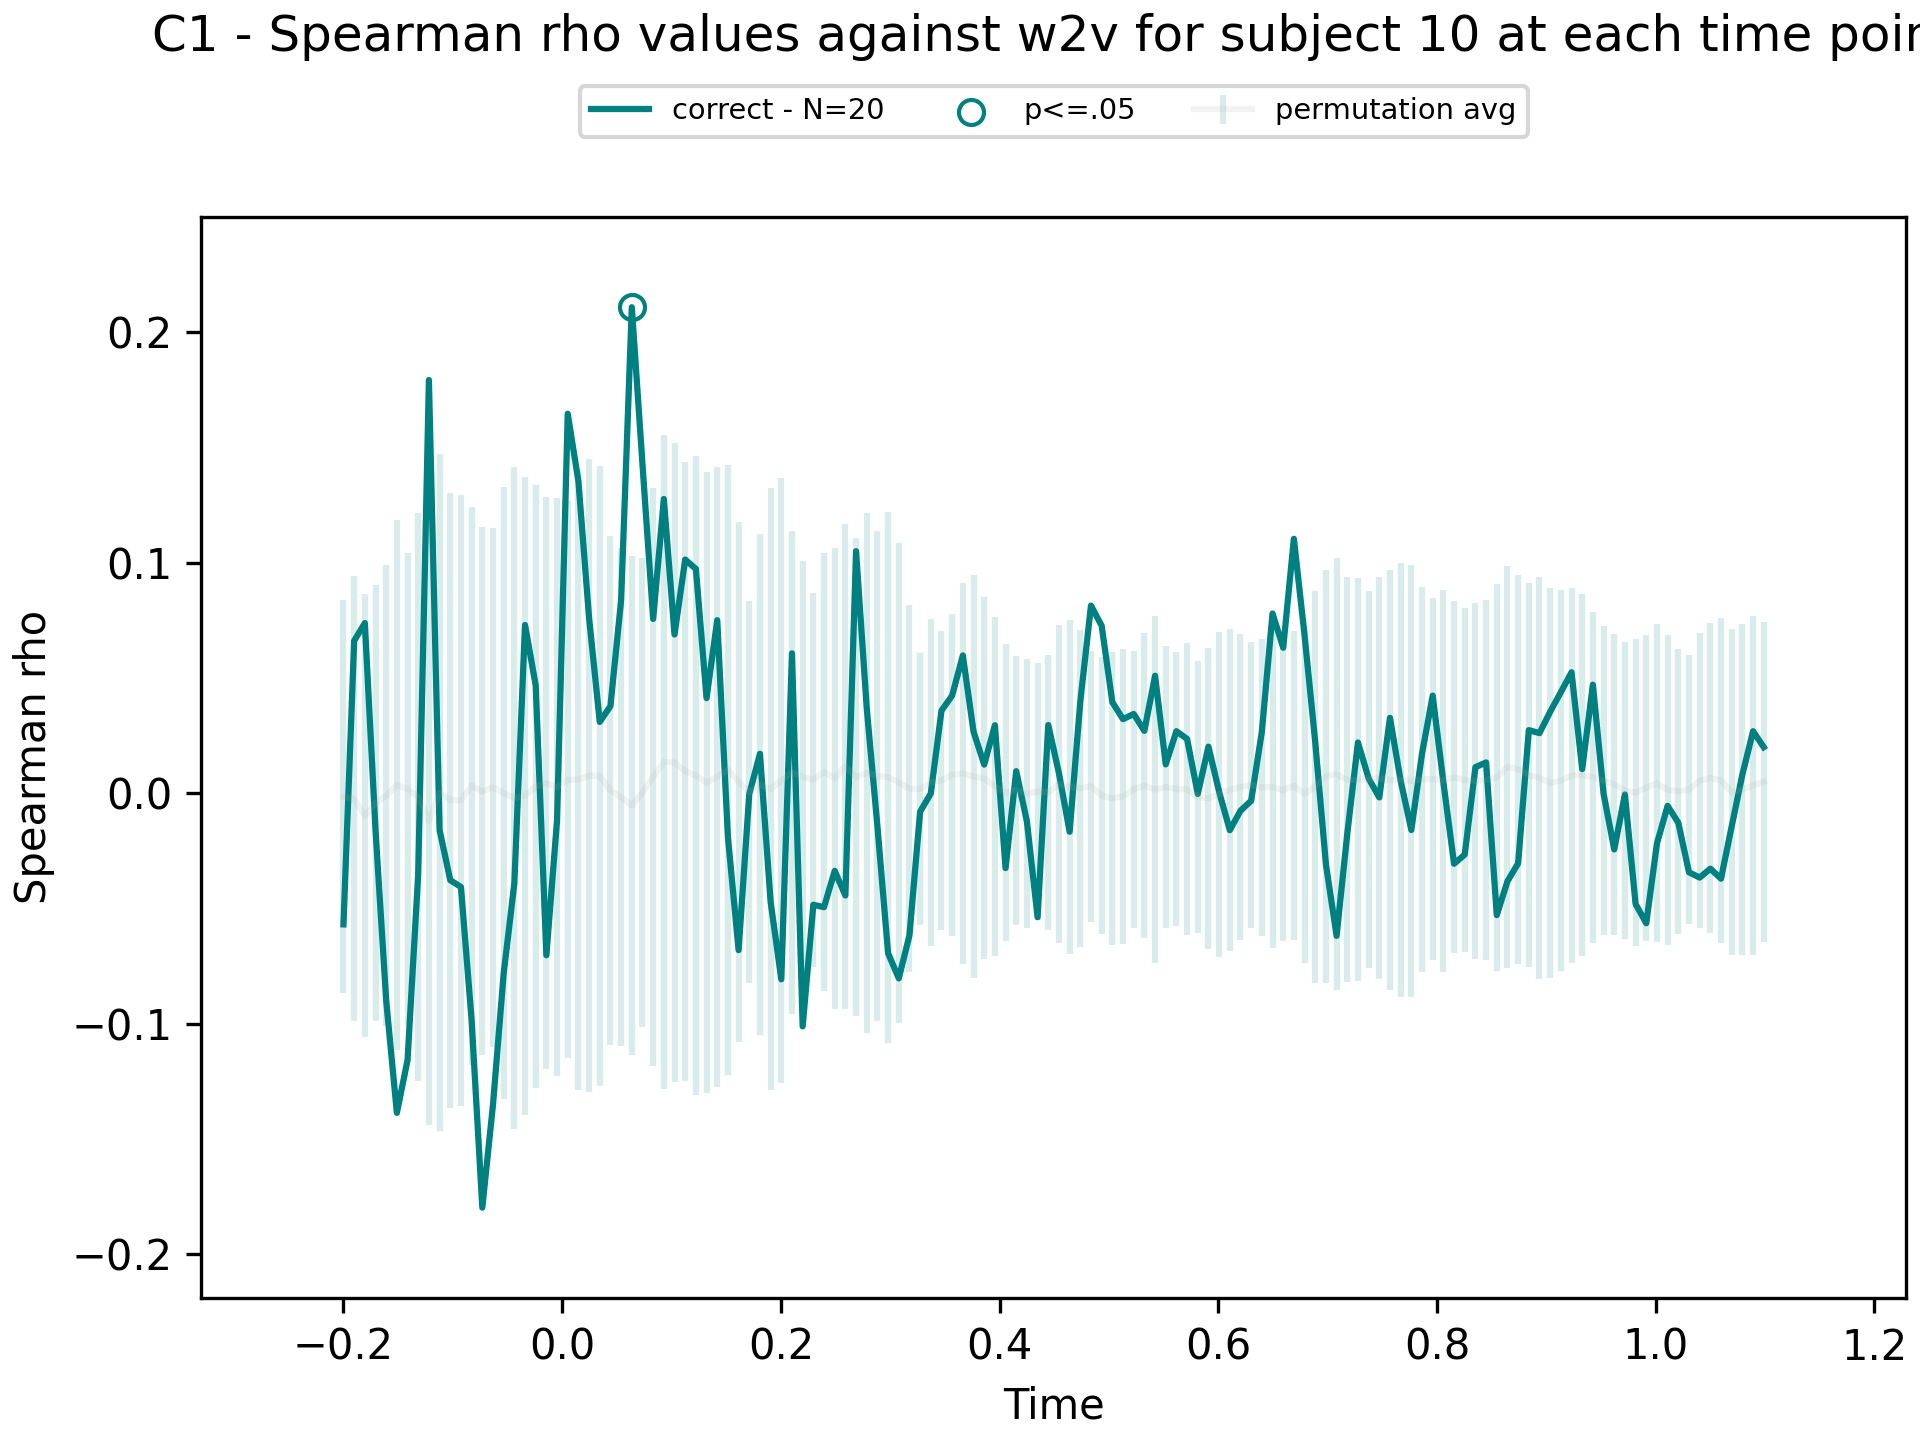 C1 - Spearman rho values against w2v for subject 10 at each time poin
correct - N=20 p<=.05 permutation avg
Spearman rho
0.2
0.1
0.0
−0.1
−0.2
−0.2 0.0 0.2 0.4 0.6 0.8 1.0 1.2
Time